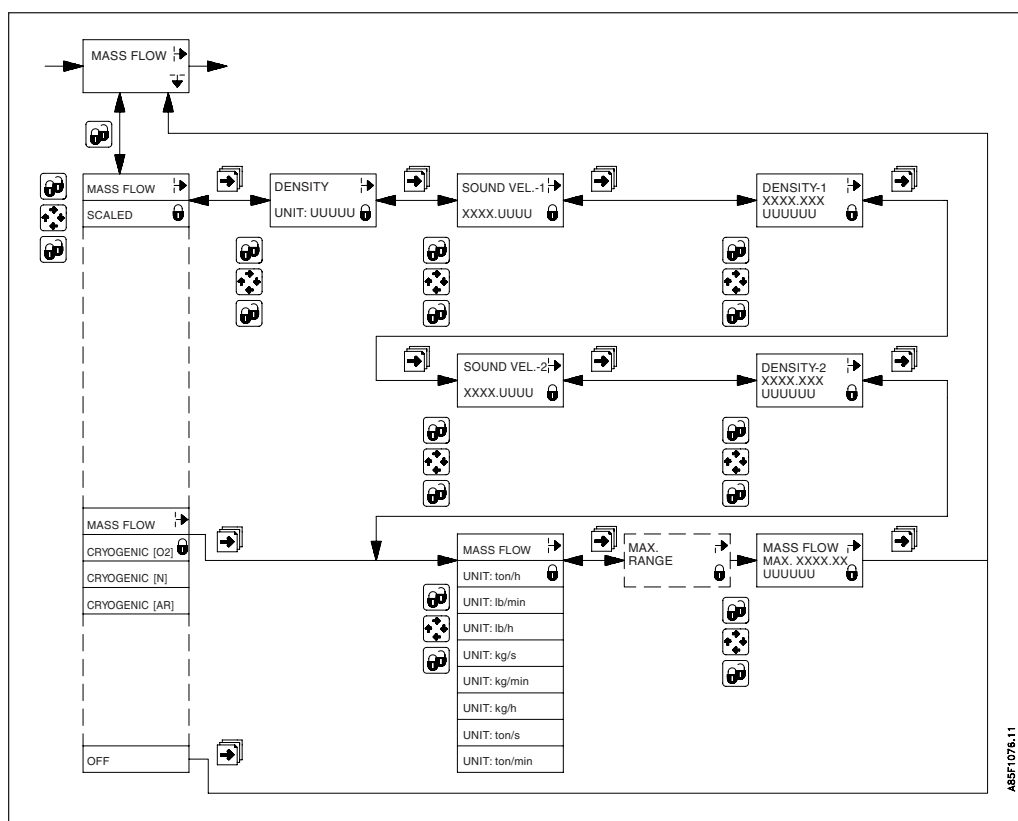 MASS FLOW
MASS FLOW
SCALED
DENSITY
UNIT: UUUUU
SOUND VEL.-1
XXXX.UUUU
DENSITY-1
XXXX.XXX
UUUUUU
SOUND VEL.-2
XXXX.UUUU
DENSITY-2
XXXX.XXX
UUUUUU
MASS FLOW
CRYOGENIC [O2]
CRYOGENIC [N]
CRYOGENIC [AR]
OFF
MASS FLOW
UNIT: ton/h
UNIT: lb/min
UNIT: lb/h
UNIT: kg/s
UNIT: kg/min
UNIT: kg/h
UNIT: ton/s
UNIT: ton/min
MAX.
RANGE
MASS FLOW
MAX. XXXX.XX
UUUUUU
A85F1076.11